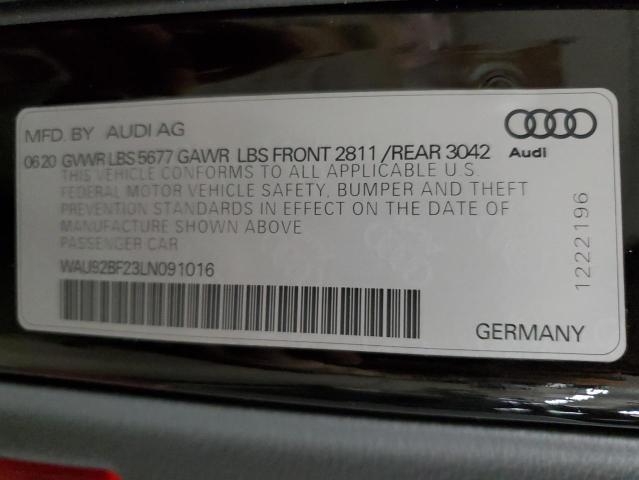 MFD. BY AUDI AG
Audi
0620 GVWR LBS 5677 GAWR LBS FRONT 2811 /REAR 3042
THIS VEHICLE CONFORMS TO ALL APPLICABLE U.S.
FEDERAL MOTOR VEHICLE SAFETY, BUMPER AND THEFT
PREVENTION STANDARDS IN EFFECT ON THE DATE OF
MANUFACTURE SHOWN ABOVE
PASSENGER CAR
WAU92BF23LN091016
1222196
GERMANY